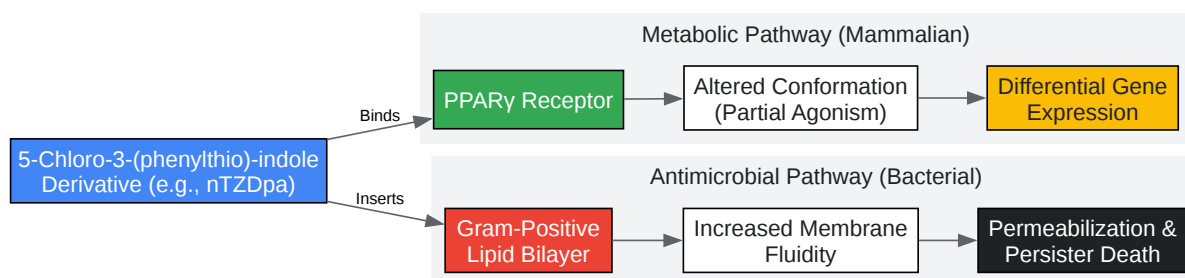 Metabolic Pathway (Mammalian)
PPARγ Receptor
Altered Conformation
(Partial Agonism)
Differential Gene
Expression
Binds
5-Chloro-3-(phenylthio)-indole
Derivative (e.g., nTZDpa)
Inserts
Antimicrobial Pathway (Bacterial)
Gram-Positive
Lipid Bilayer
Increased Membrane
Fluidity
Permeabilization &
Persister Death